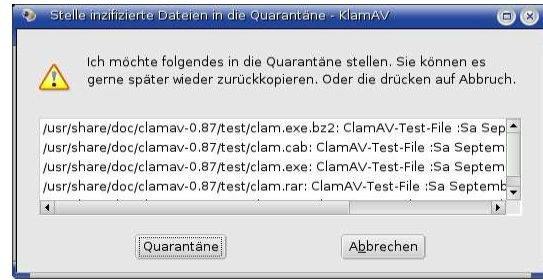 Stelle inzifizierte Dateien in die Quarantäne - KlamAV
Ich möchte folgendes in die Quarantäne stellen. Sie können es
gerne später wieder zurückkopieren. Oder die drücken auf Abbruch.
/usr/share/doc/clamav-0.87/test/clam.exe.bz2: ClamAV-Test-File :Sa Sep
/usr/share/doc/clamav-0.87/test/clam.cab: ClamAV-Test-File :Sa Septem
/usr/share/doc/clamav-0.87/test/clam.exe: ClamAV-Test-File :Sa Septem
/usr/share/doc/clamav-0.87/test/clam.rar: ClamAV-Test-File :Sa Septemb
Quarantäne
Abbrechen